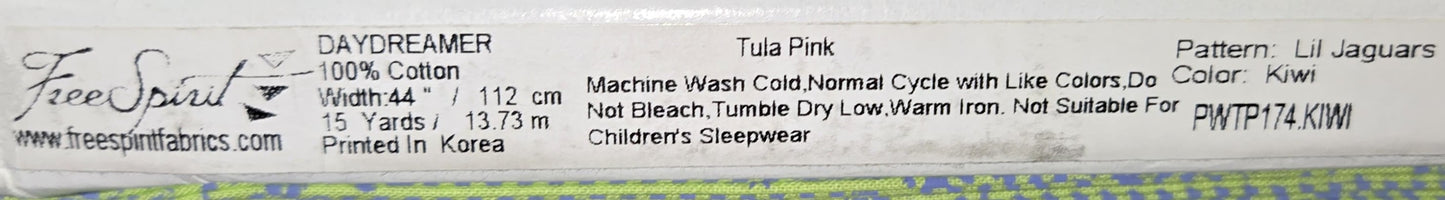 FreeSpirit
www.freespiritfabrics.com
DAYDREAMER
100% Cotton
Width:44 " / 112 cm
15 Yards / 13.73 m
Printed In Korea
Tula Pink
Machine Wash Cold,Normal Cycle with Like Colors,Do
Not Bleach,Tumble Dry Low,Warm Iron. Not Suitable For
Children's Sleepwear
Pattern: Lil Jaguars
Color: Kiwi
PWTP174.KIWI